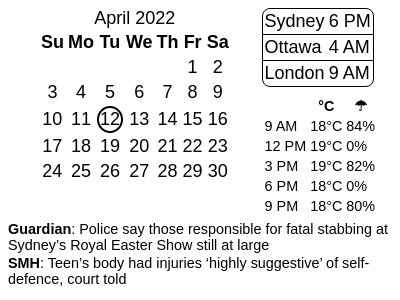 April 2022
Su Mo Tu We Th Fr Sa
1 2
3 4 5 6 7 8 9
10 11 12 13 14 15 16
17 18 19 20 21 22 23
24 25 26 27 28 29 30
Sydney 6 PM
Ottawa 4 AM
London 9 AM
°C ☂
9 AM 18°C 84%
12 PM 19°C 0%
3 PM 19°C 82%
6 PM 18°C 0%
9 PM 18°C 80%
Guardian: Police say those responsible for fatal stabbing at
Sydney’s Royal Easter Show still at large
SMH: Teen’s body had injuries ‘highly suggestive’ of self-
defence, court told